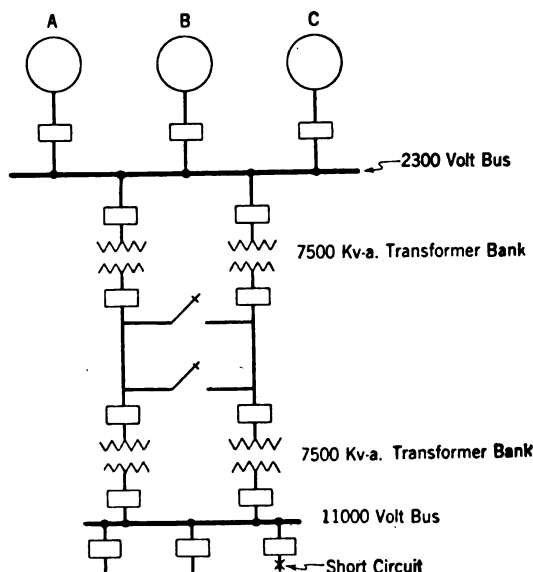 A B C
2300 Volt Bus
7500 Kv-a. Transformer Bank
7500 Kv-a. Transformer Bank
11000 Volt Bus
Short Circuit